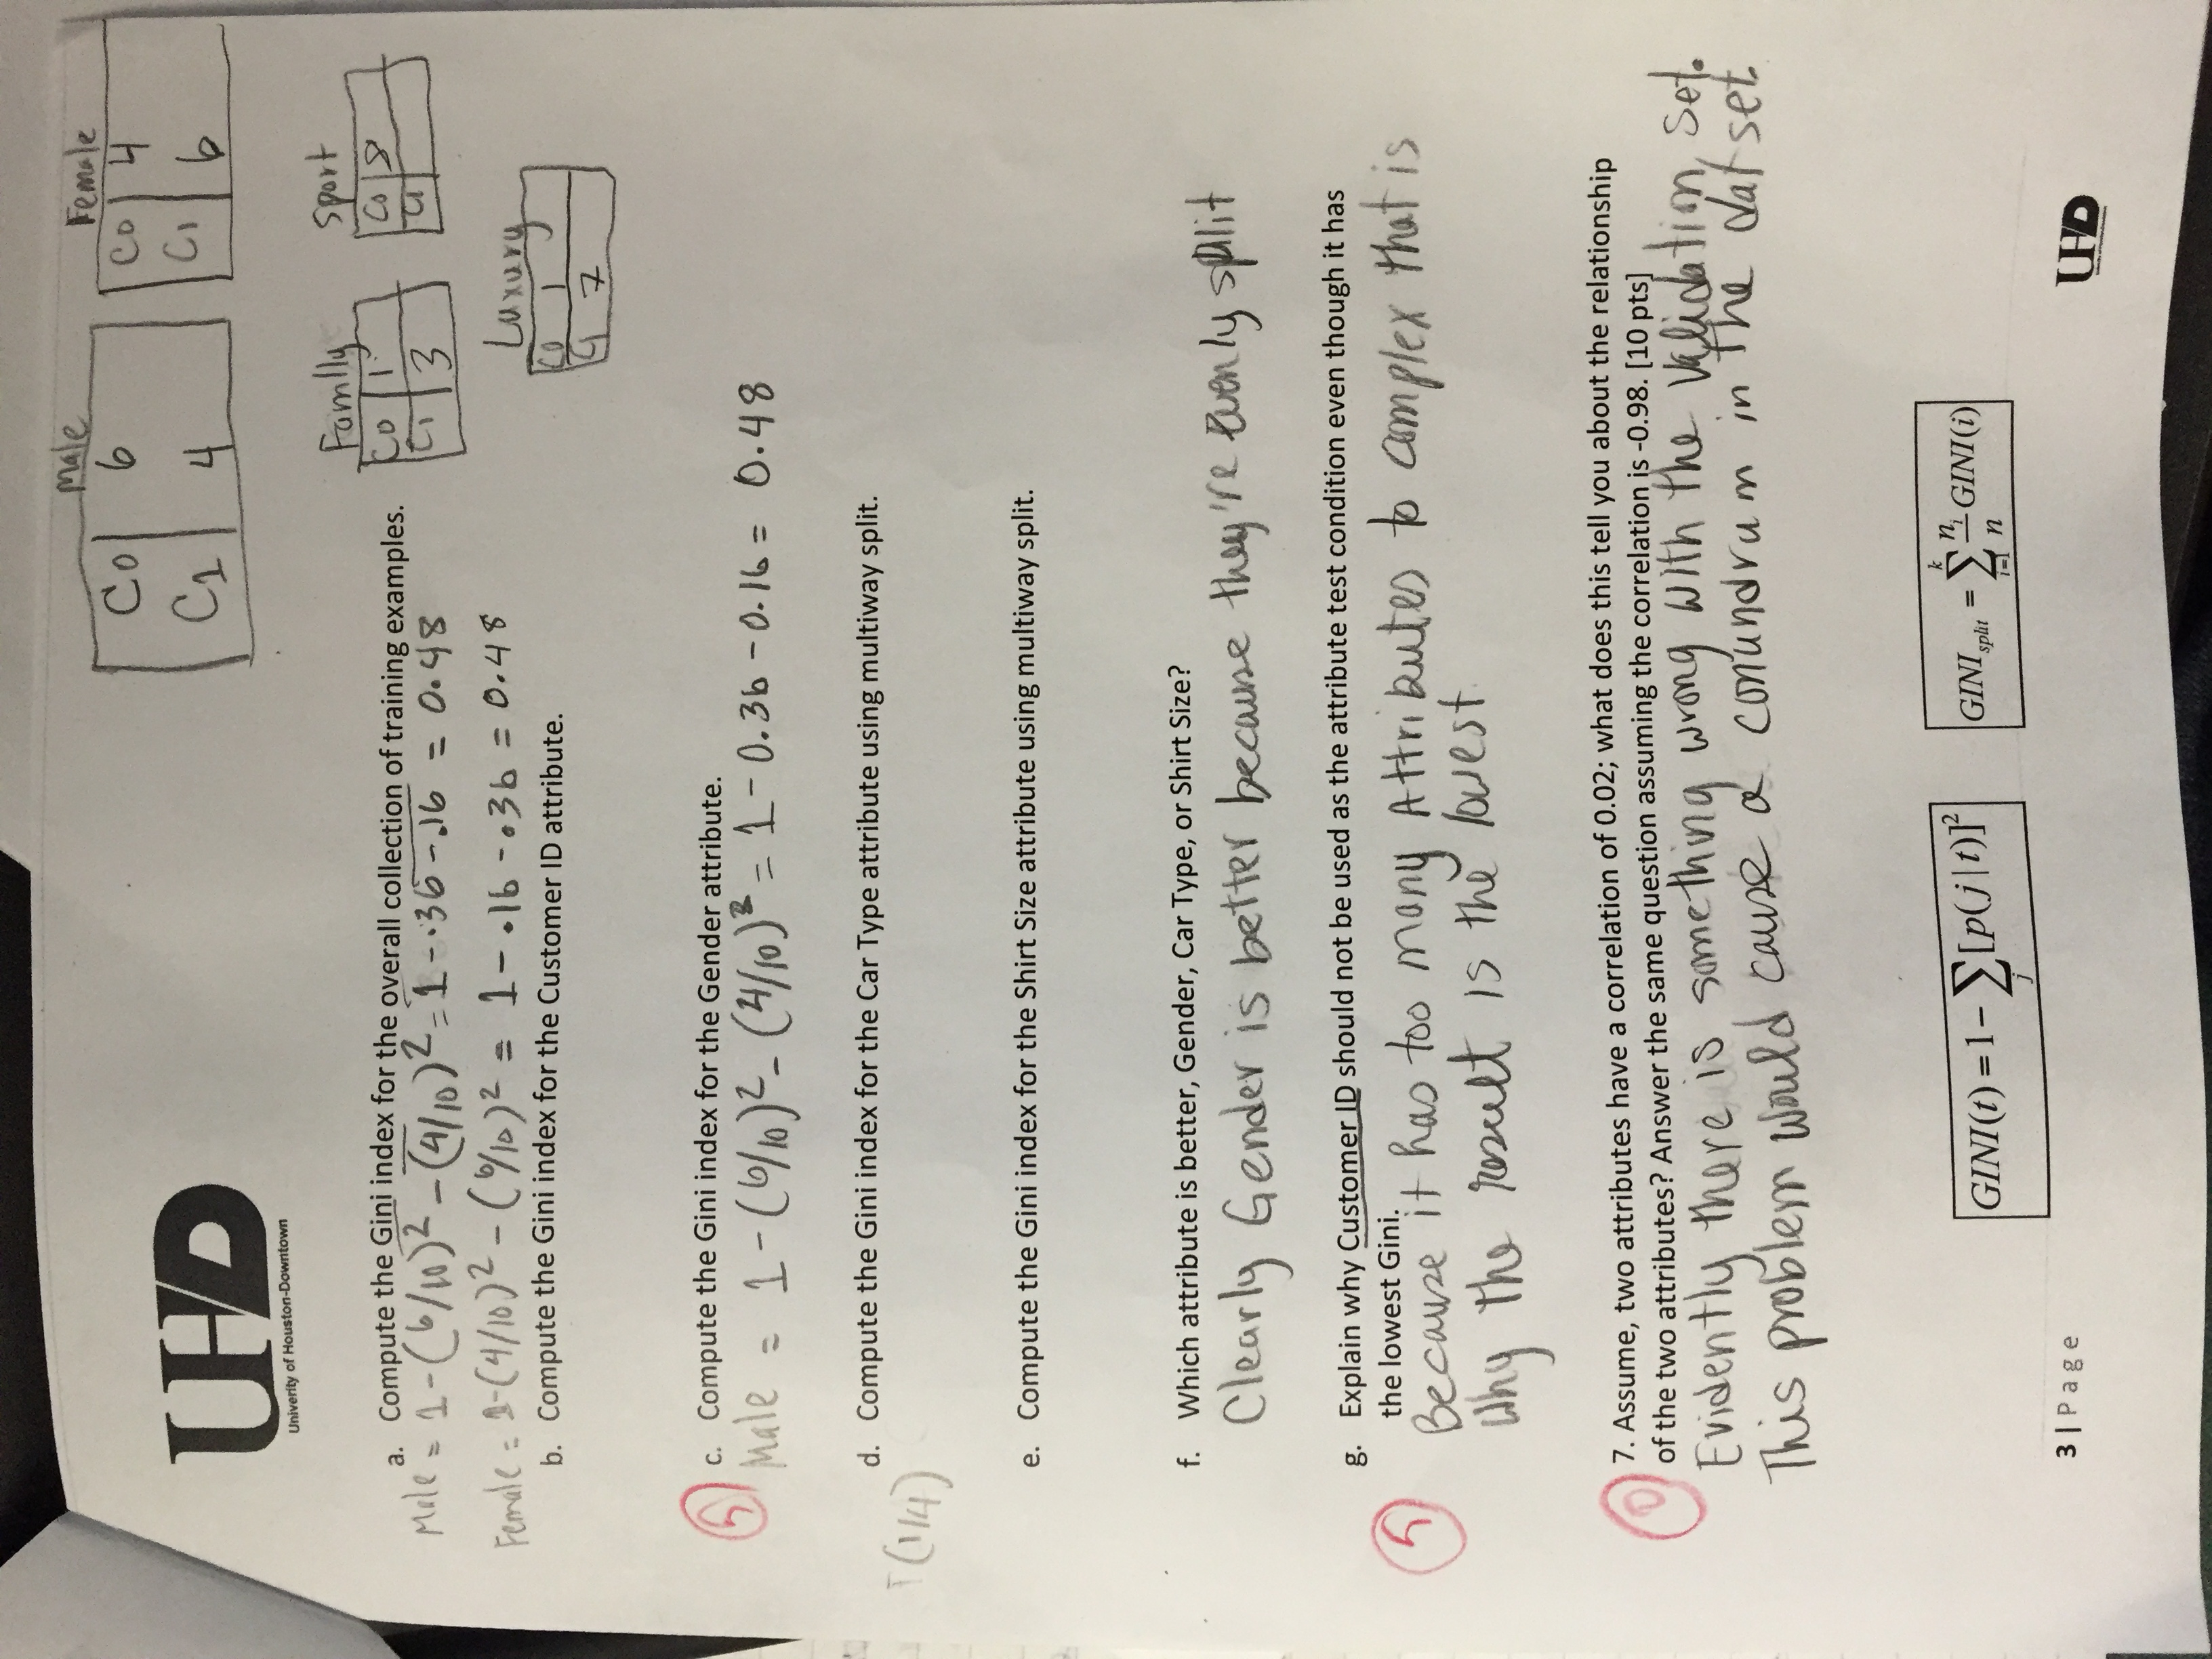 Male
Co 6
C1 4
Female
Co 4
C1 6
UHD
Univerity of Houston-Downtown
Family
Co 1
C1 3
Sport
Co 8
C1
Luxury
Co 1
C1 7
a. Compute the Gini index for the overall collection of training examples.
Male = 1-(6/10)² - (4/10)² = 1-.36-.16 = 0.48
Female = 1-(4/10)² - (6/10)² = 1-.16-.36 = 0.48
b. Compute the Gini index for the Customer ID attribute.
5
c. Compute the Gini index for the Gender attribute.
Male = 1-(6/10)² - (4/10)² = 1-0.36-0.16 = 0.48
d. Compute the Gini index for the Car Type attribute using multiway split.
(1/4)
e. Compute the Gini index for the Shirt Size attribute using multiway split.
f. Which attribute is better, Gender, Car Type, or Shirt Size?
Clearly Gender is better because they're evenly split
g. Explain why Customer ID should not be used as the attribute test condition even though it has
the lowest Gini.
5
Because it has too many Attributes to complex that is
Why the result is the lowest
0
7. Assume, two attributes have a correlation of 0.02; what does this tell you about the relationship
of the two attributes? Answer the same question assuming the correlation is -0.98. [10 pts]
Evidently there is something wrong with the validation set.
This problem would cause a conundrum in the dat set.
GINI(t) = 1 - ∑j [p(j | t)]²
GINI split = ∑ i=1 k ni/n GINI(i)
3 | Page
UHD